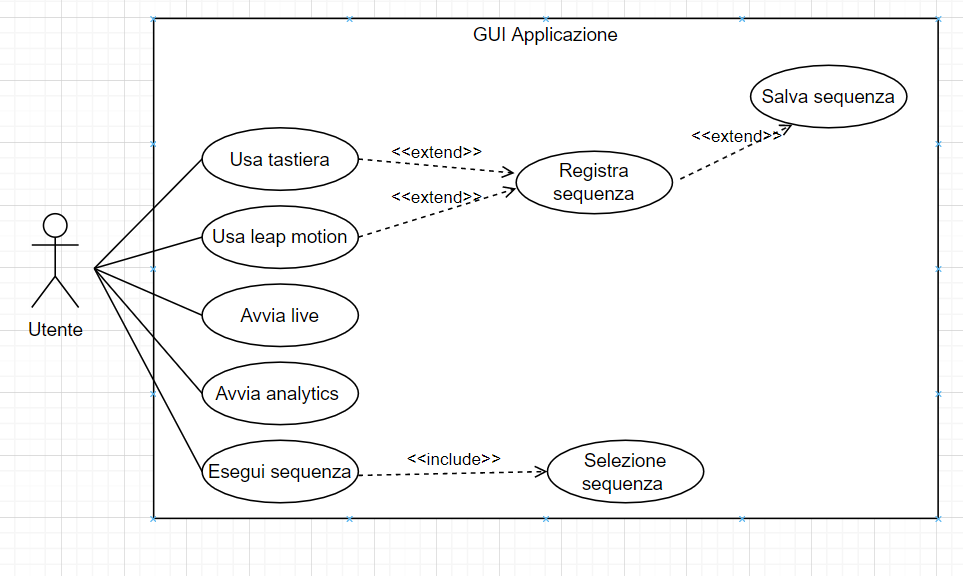 GUI Applicazione
Salva sequenza
<<extend>>
Usa tastiera
<<extend>>
Registra
sequenza
<<extend>>
Usa leap motion
Avvia live
Utente
Avvia analytics
Esegui sequenza
<<include>>
Selezione
sequenza